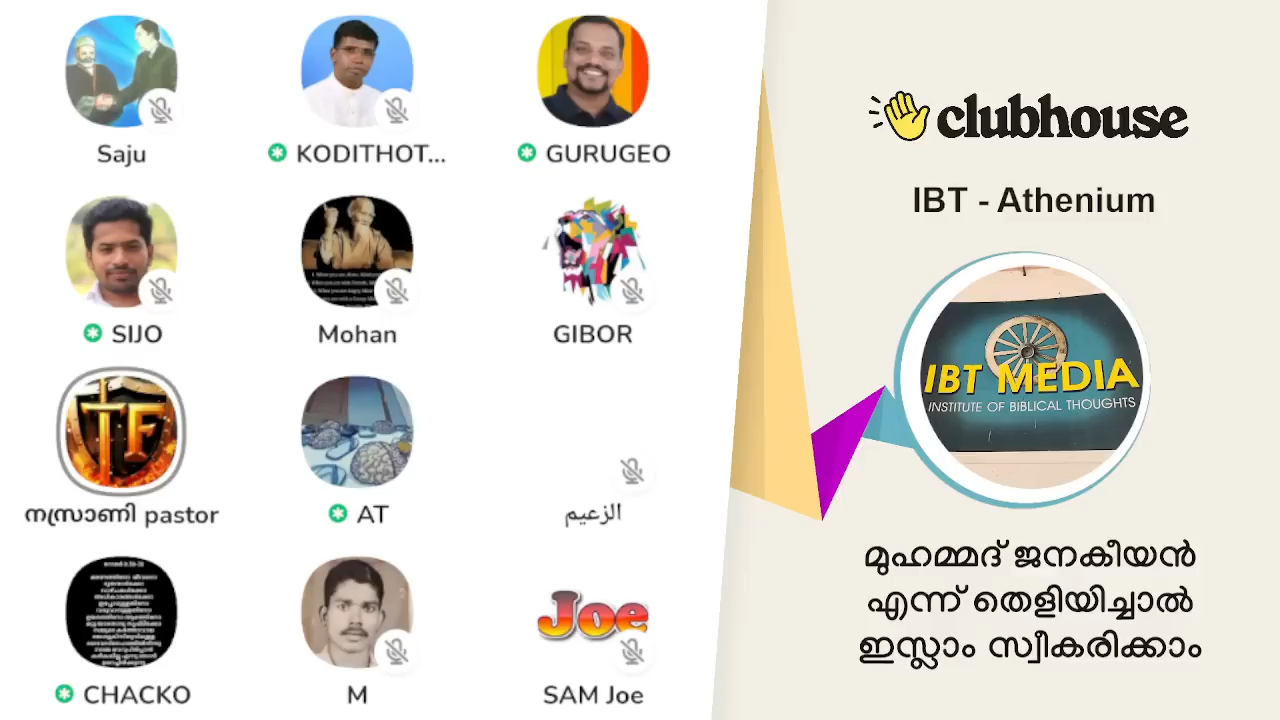 Saju
KODITHOT...
GURUGEO
SIJO
Mohan
GIBOR
TF
നസ്രാണി pastor
AT
الزعيم
CHACKO
M
Joe
SAM Joe
clubhouse
IBT - Athenium
IBT MEDIA
INSTITUTE OF BIBLICAL THOUGHTS
മുഹമ്മദ് ജനകീയൻ
എന്ന് തെളിയിച്ചാൽ
ഇസ്ലാം സ്വീകരിക്കാം